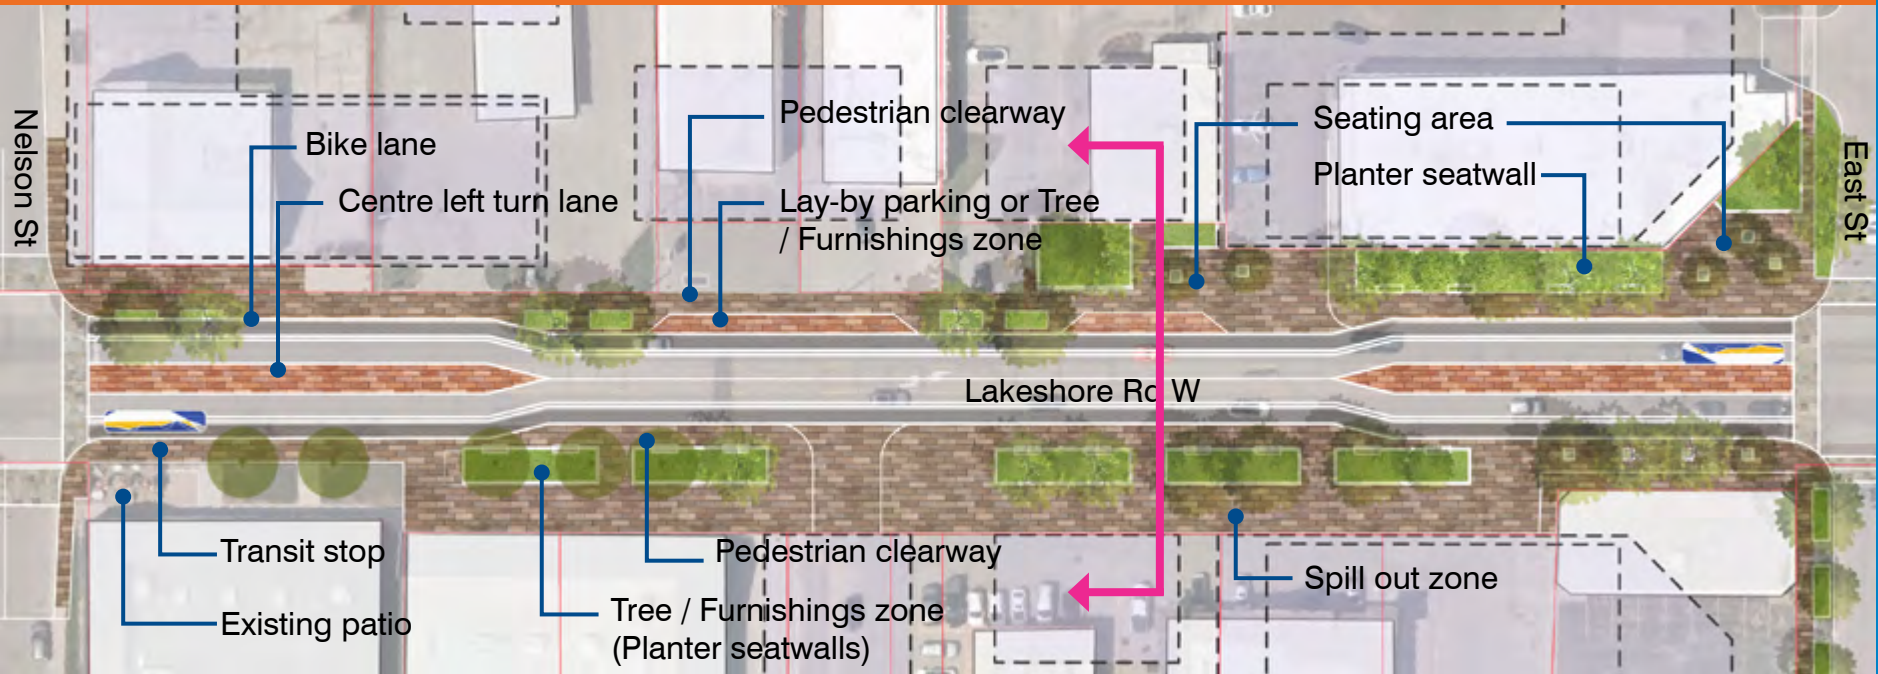 Nelson St
Bike lane
Centre left turn lane
Pedestrian clearway
Lay-by parking or Tree
/ Furnishings zone
Seating area
Planter seatwall
East St
Lakeshore Rd W
Transit stop
Existing patio
Pedestrian clearway
Tree / Furnishings zone
(Planter seatwalls)
Spill out zone